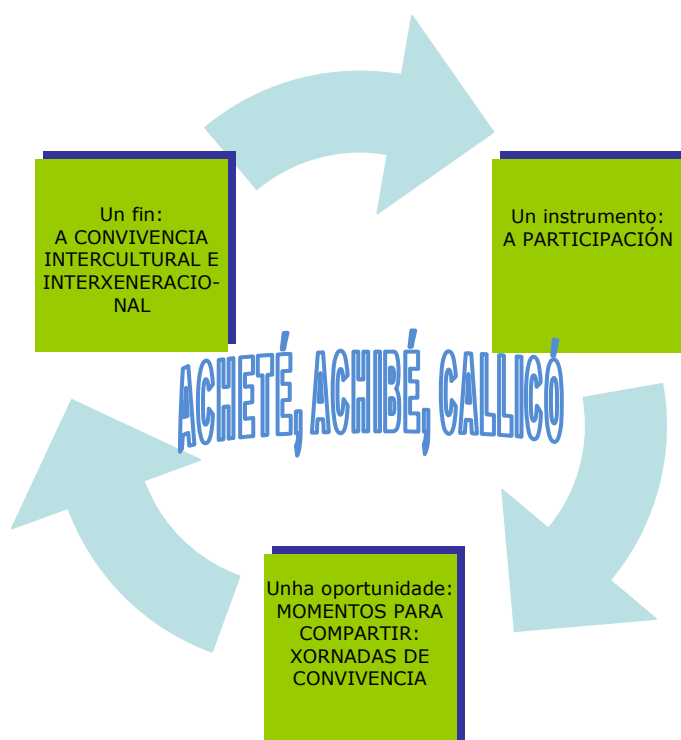 Un fin:
A CONVIVENCIA
INTERCULTURAL E
INTERXENERACIO-
NAL
Un instrumento:
A PARTICIPACIÓN
ACHETÉ, ACHIBÉ, CALLICÓ
Unha oportunidade:
MOMENTOS PARA
COMPARTIR:
XORNADAS DE
CONVIVENCIA